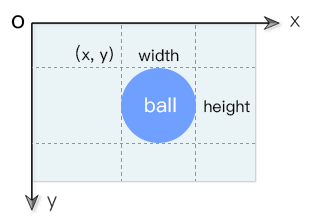 O
x
(x, y)
width
ball
height
y